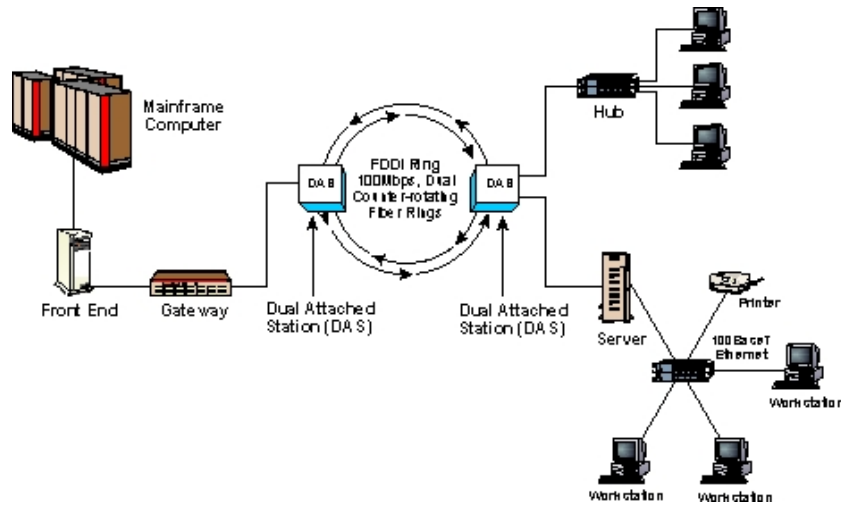 Mainframe
Computer
Hub
FDDI Ring
100Mbps, Dual
Counter-rotating
Fiber Rings
DAS
DAS
Front End
Gateway
Dual Attached
Station (DAS)
Dual Attached
Station (DAS)
Server
Printer
100BaseT
Ethernet
Workstation
Workstation
Workstation